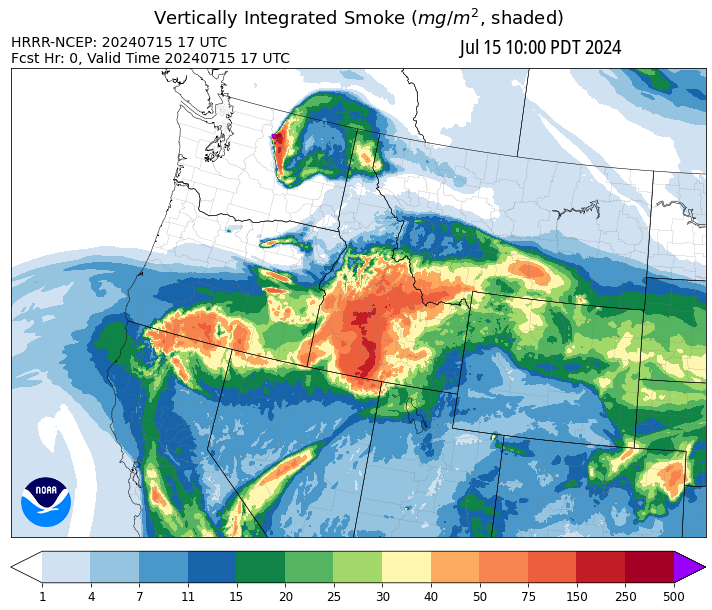 Vertically Integrated Smoke (mg/m², shaded)
HRRR-NCEP: 20240715 17 UTC
Jul 15 10:00 PDT 2024
Fcst Hr: 0, Valid Time 20240715 17 UTC
NOAA
1 4 7 11 15 20 25 30 40 50 75 150 250 500